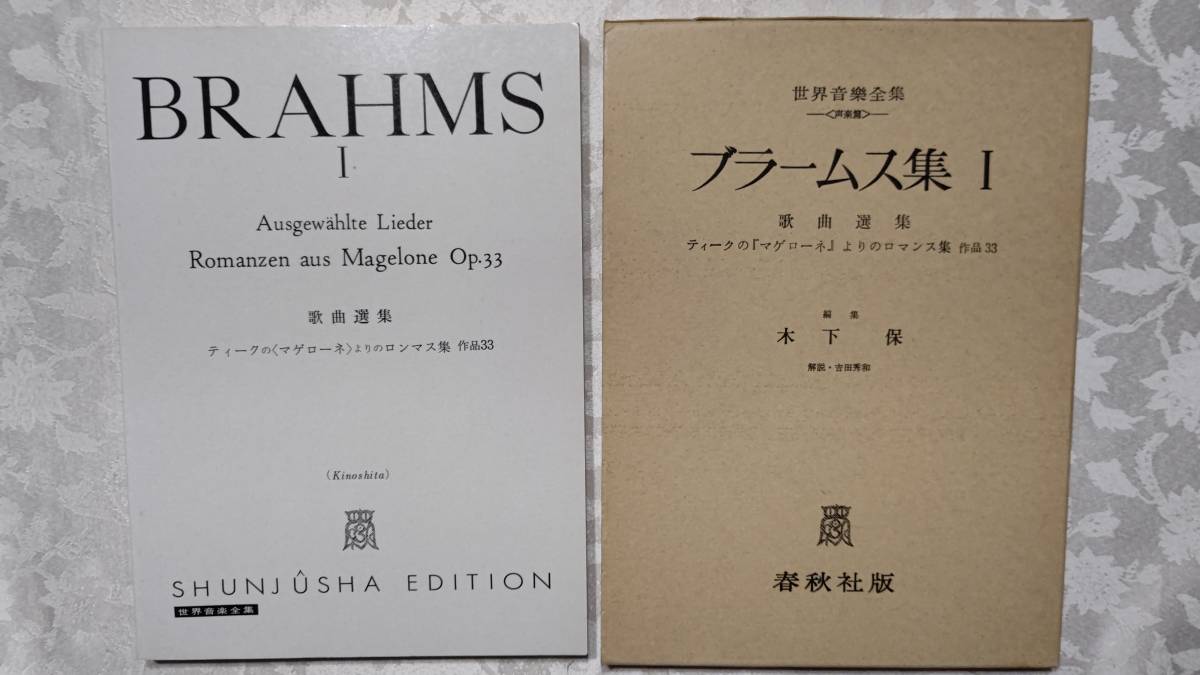 BRAHMS
I
Ausgewählte Lieder
Romanzen aus Magelone Op.33
歌曲選集
ティークの〈マゲローネ〉よりのロンマス集 作品33
(Kinoshita)
SHUNJÛSHA EDITION
世界音楽全集
世界音樂全集
―<声楽篇>―
ブラームス集 I
歌曲選集
ティークの『マゲローネ』よりのロマンス集 作品33
編集
木下 保
解説・吉田秀和
春秋社版